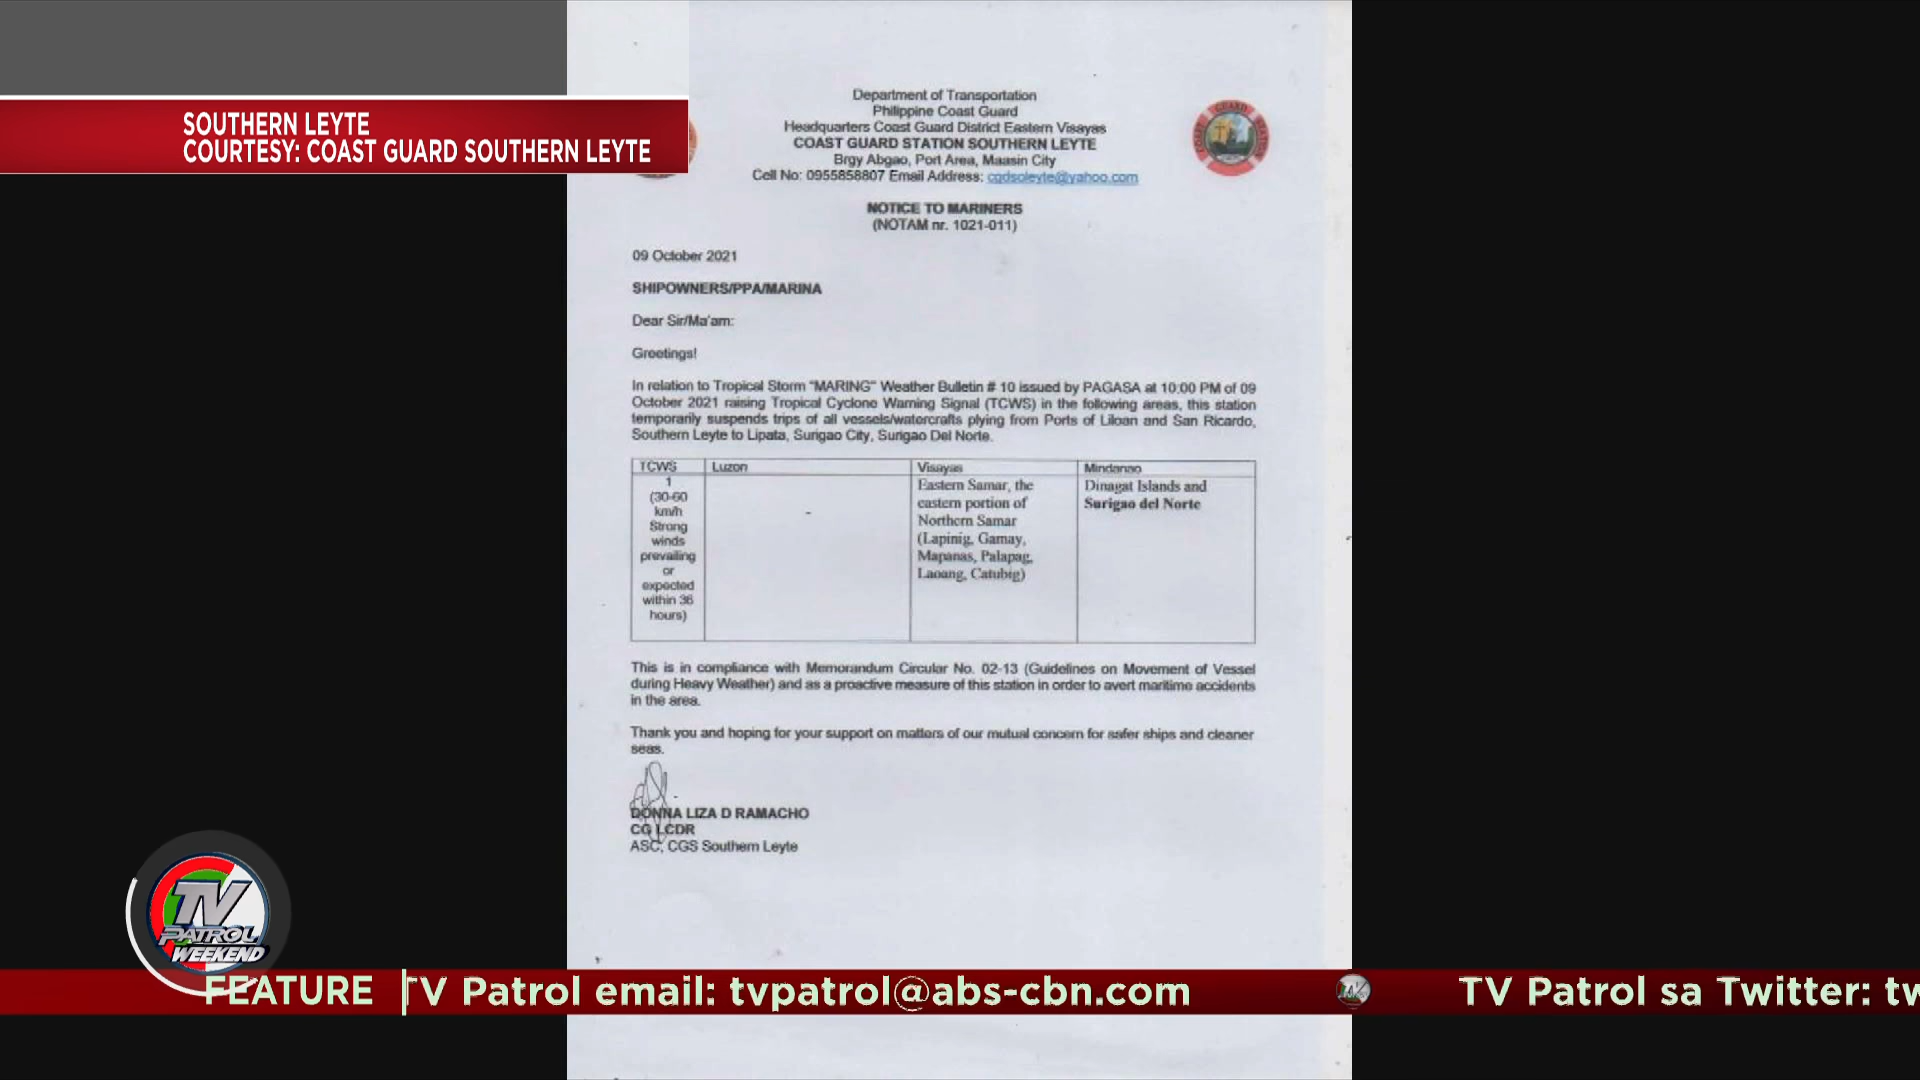 SOUTHERN LEYTE
COURTESY: COAST GUARD SOUTHERN LEYTE
Department of Transportation
Philippine Coast Guard
Headquarters Coast Guard District Eastern Visayas
COAST GUARD STATION SOUTHERN LEYTE
Brgy Abgao, Port Area, Maasin City
Cell No: 0955858807 Email Address: cgdsoleyte@yahoo.com
NOTICE TO MARINERS
(NOTAM nr. 1021-011)
09 October 2021
SHIPOWNERS/PPA/MARINA
Dear Sir/Ma'am:
Greetings!
In relation to Tropical Storm "MARING" Weather Bulletin # 10 issued by PAGASA at 10:00 PM of 09
October 2021 raising Tropical Cyclone Warning Signal (TCWS) in the following areas, this station
temporarily suspends trips of all vessels/watercrafts plying from Ports of Liloan and San Ricardo,
Southern Leyte to Lipata, Surigao City, Surigao Del Norte.
TCWS Luzon Visayas Mindanao
1
(30-60
km/h
Strong
winds
prevailing
or
expected
within 36
hours)
-
Eastern Samar, the
eastern portion of
Northern Samar
(Lapinig, Gamay,
Mapanas, Palapag,
Laoang, Catubig)
Dinagat Islands and
Surigao del Norte
This is in compliance with Memorandum Circular No. 02-13 (Guidelines on Movement of Vessel
during Heavy Weather) and as a proactive measure of this station in order to avert maritime accidents
in the area.
Thank you and hoping for your support on matters of our mutual concern for safer ships and cleaner
seas.
DONNA LIZA D RAMACHO
CG LCDR
ASC, CGS Southern Leyte
TV
PATROL
WEEKEND
FEATURE TV Patrol email: tvpatrol@abs-cbn.com TV Patrol sa Twitter: tw